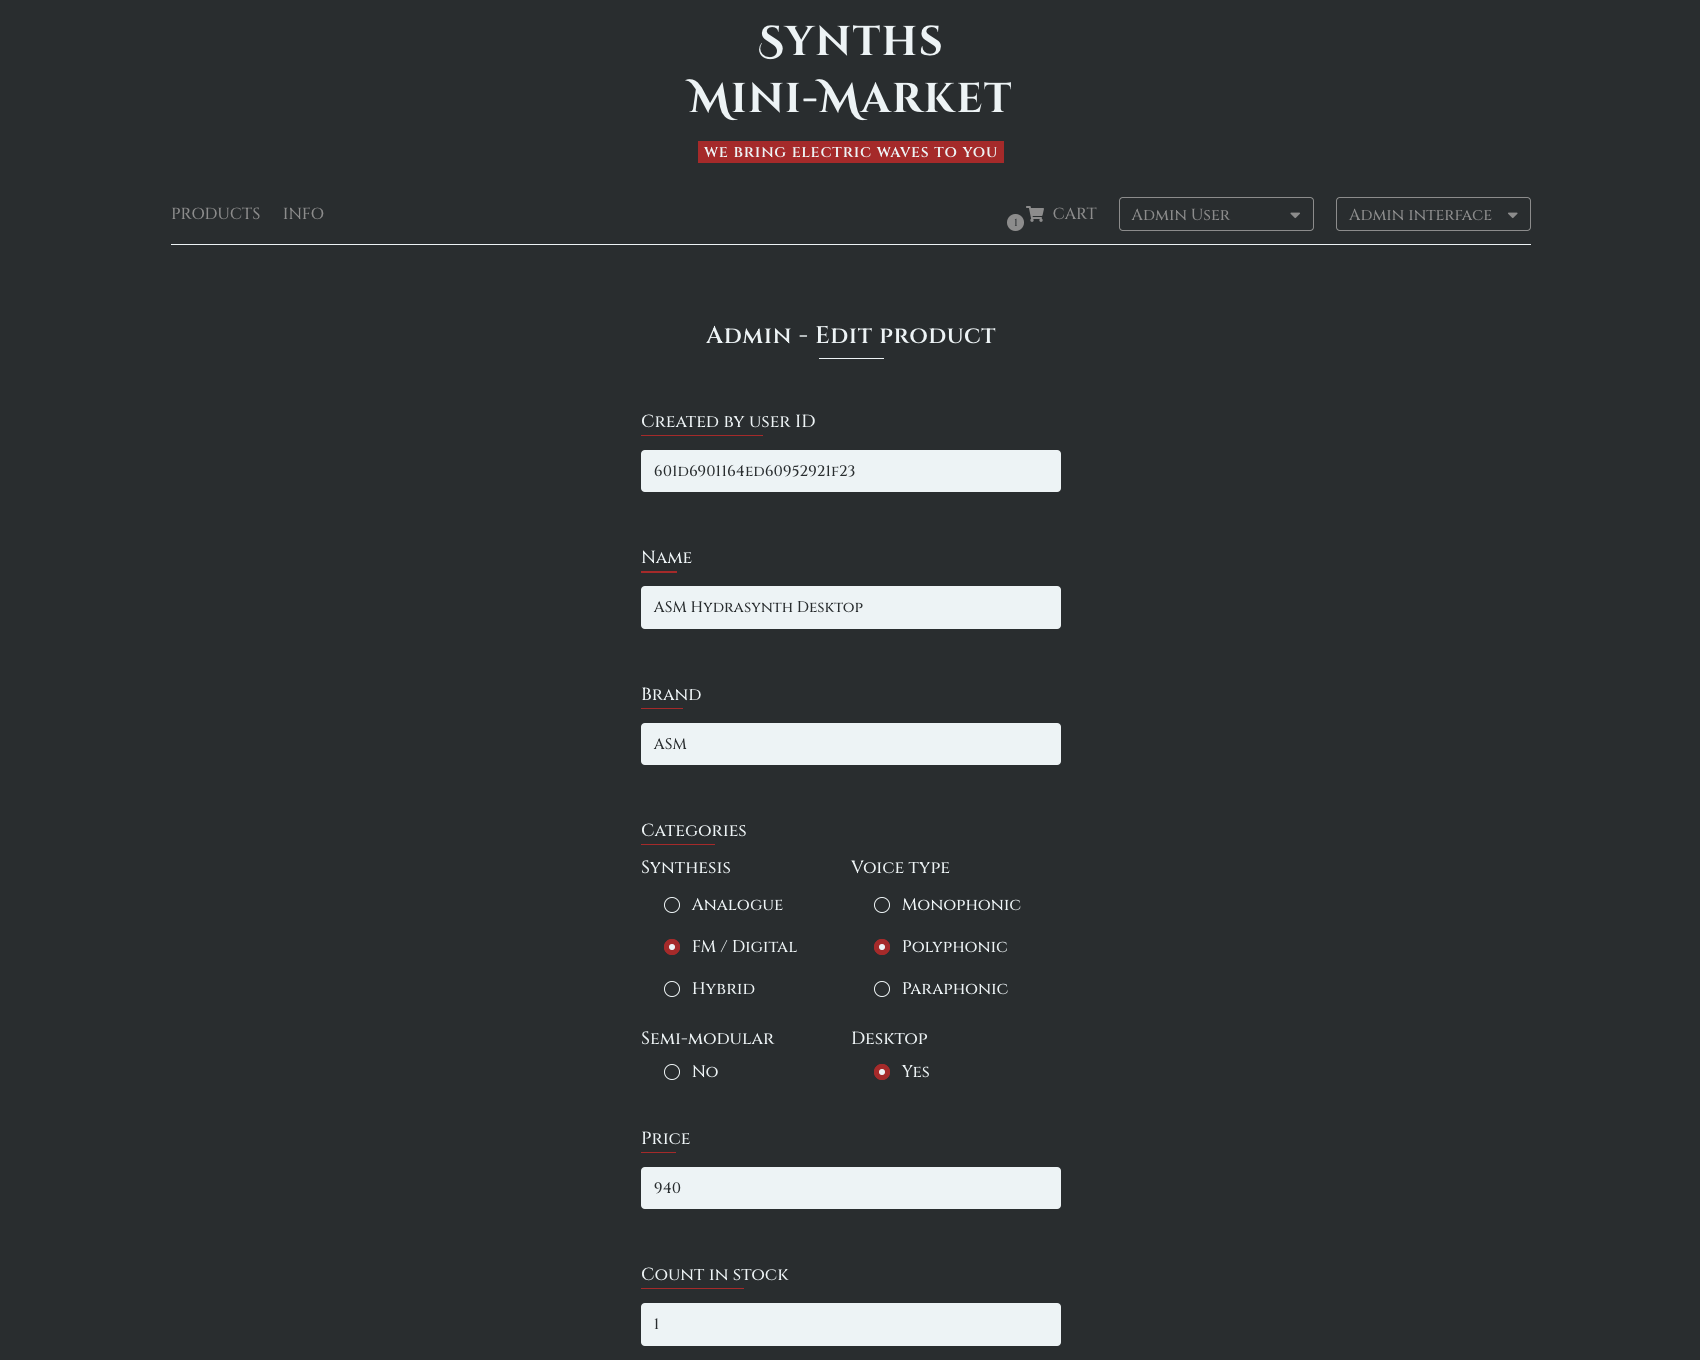 Synths
Mini-Market
WE BRING ELECTRIC WAVES TO YOU
PRODUCTS INFO 1 CART Admin User Admin interface
Admin - Edit product
Created by user ID
601d6901164ed60952921f23
Name
ASM Hydrasynth Desktop
Brand
ASM
Categories
Synthesis Voice type
Analogue Monophonic
FM / Digital Polyphonic
Hybrid Paraphonic
Semi-modular Desktop
No Yes
Price
940
Count in stock
1